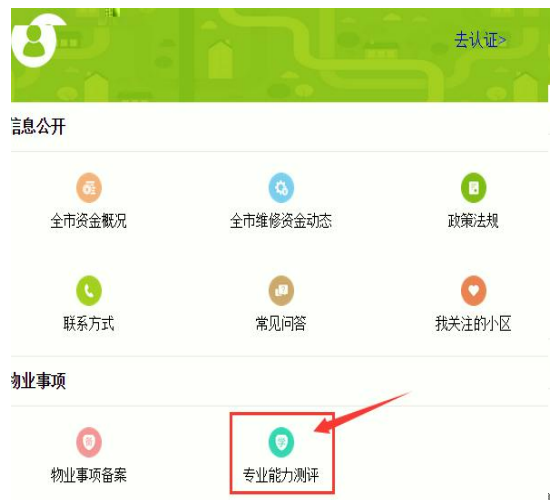 去认证>
信息公开
全市资金概况 全市维修资金动态 政策法规
联系方式 常见问答 我关注的小区
物业事项
物业事项备案 专业能力测评